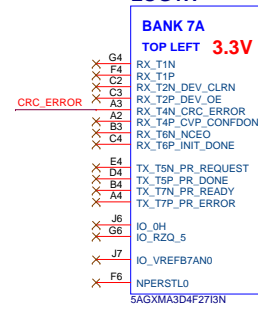 BANK 7A
TOP LEFT 3.3V
G4 RX_T1N
F4 RX_T1P
C2 RX_T2N_DEV_CLRN
C3 RX_T2P_DEV_OE
CRC_ERROR A3 RX_T4N_CRC_ERROR
A2 RX_T4P_CVP_CONFDON
B3 RX_T6N_NCEO
C4 RX_T6P_INIT_DONE
E4 TX_T5N_PR_REQUEST
D4 TX_T5P_PR_DONE
B4 TX_T7N_PR_READY
A4 TX_T7P_PR_ERROR
J6 IO_0H
G6 IO_RZQ_5
J7 IO_VREFB7AN0
F6 NPERSTL0
5AGXMA3D4F27I3N